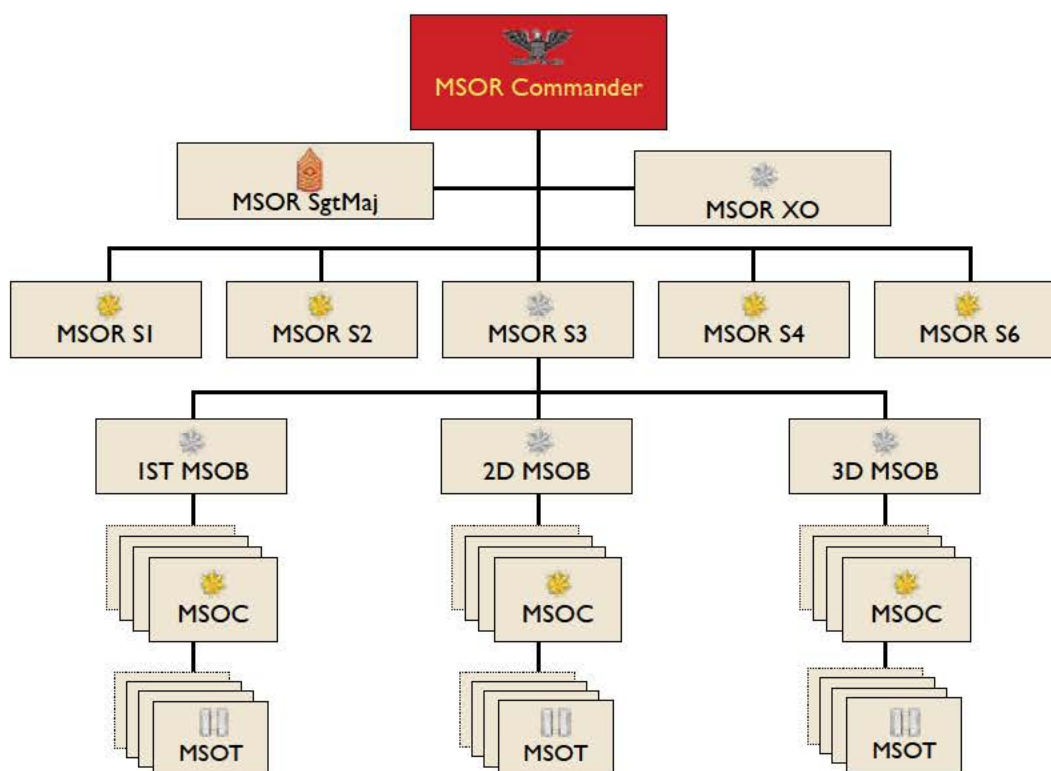 MSOR Commander
MSOR SgtMaj
MSOR XO
MSOR S1
MSOR S2
MSOR S3
MSOR S4
MSOR S6
1ST MSOB
2D MSOB
3D MSOB
MSOC
MSOC
MSOC
MSOT
MSOT
MSOT